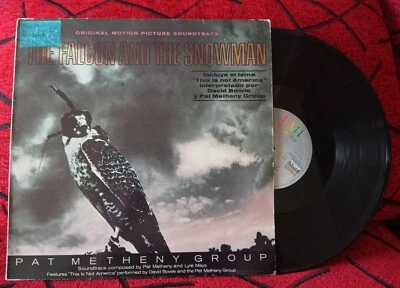 ORIGINAL MOTION PICTURE SOUNDTRACK
THE FALCON AND THE SNOWMAN
Incluye el tema
"This is not America"
interpretado por
David Bowie
y Pat Metheny Group
PAT METHENY GROUP
Soundtrack composed by Pat Metheny and Lyle Mays
Features "This Is Not America" performed by David Bowie and the Pat Metheny Group